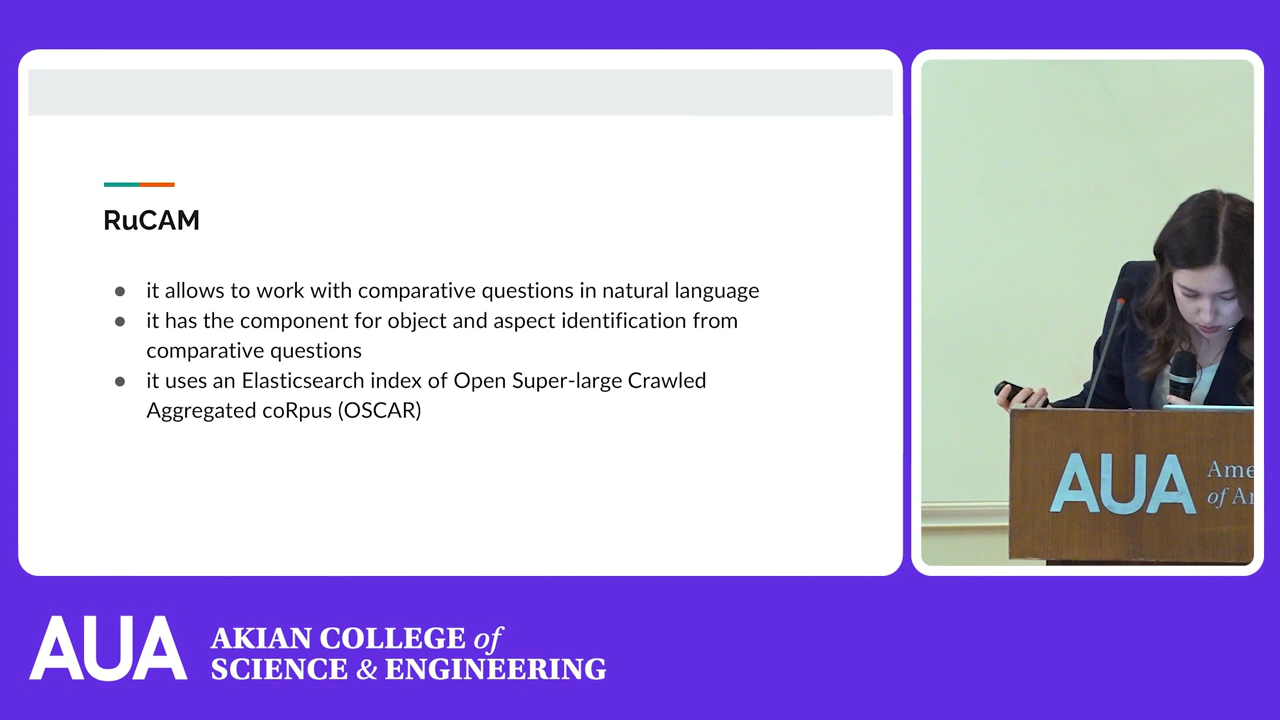 RuCAM
● it allows to work with comparative questions in natural language
● it has the component for object and aspect identification from
comparative questions
● it uses an Elasticsearch index of Open Super-large Crawled
Aggregated coRpus (OSCAR)
AUA
Ame
of Ar
AUA
AKIAN COLLEGE of
SCIENCE & ENGINEERING